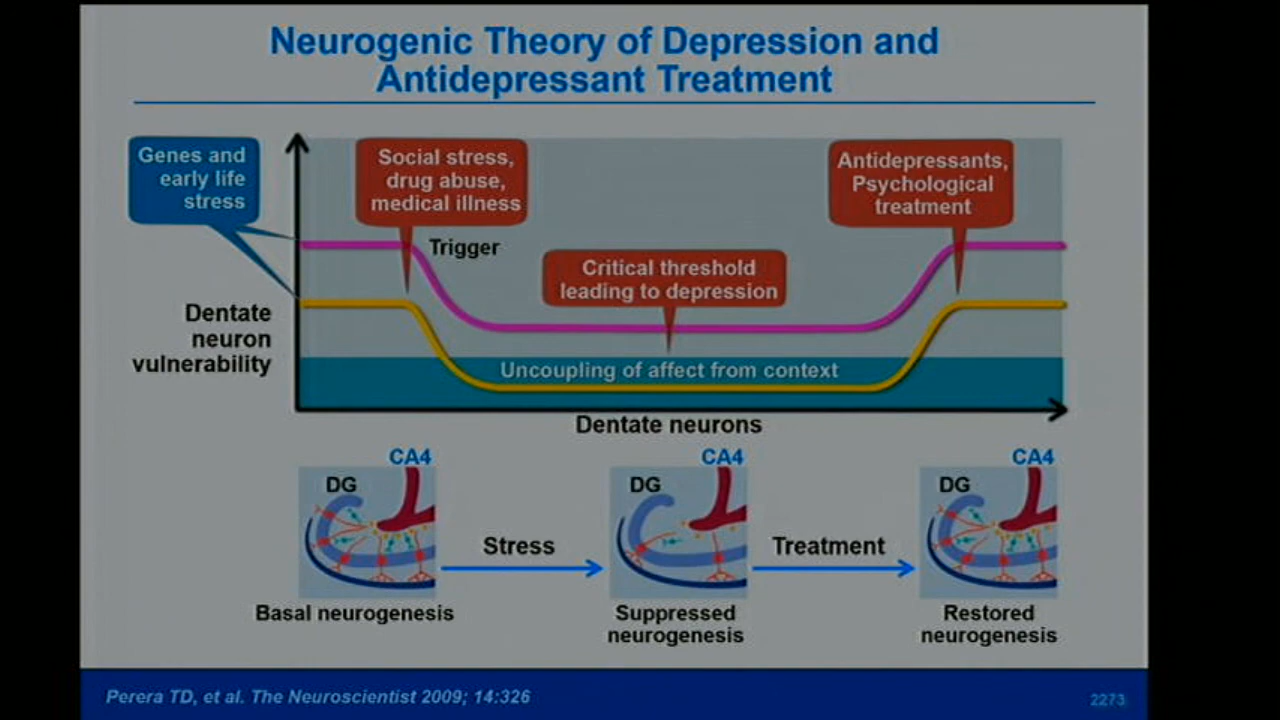 Neurogenic Theory of Depression and
Antidepressant Treatment
Genes and
early life
stress
Social stress,
drug abuse,
medical illness
Antidepressants,
Psychological
treatment
Trigger
Critical threshold
leading to depression
Dentate
neuron
vulnerability
Uncoupling of affect from context
Dentate neurons
CA4
DG
CA4
DG
CA4
DG
Stress
Treatment
Basal neurogenesis
Suppressed
neurogenesis
Restored
neurogenesis
Perera TD, et al. The Neuroscientist 2009; 14:326
2273